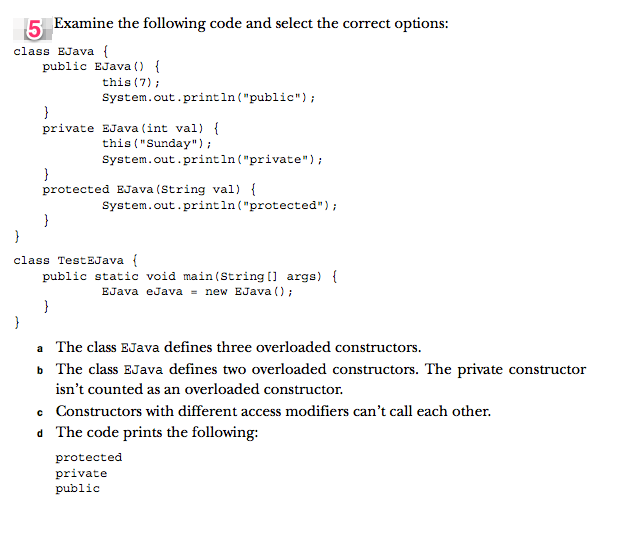 5 Examine the following code and select the correct options:
class EJava {
    public EJava() {
            this(7);
            System.out.println("public");
    }
    private EJava(int val) {
            this("Sunday");
            System.out.println("private");
    }
    protected EJava(String val) {
            System.out.println("protected");
    }
}
class TestEJava {
    public static void main(String[] args) {
            EJava eJava = new EJava();
    }
}
a The class EJava defines three overloaded constructors.
b The class EJava defines two overloaded constructors. The private constructor
isn't counted as an overloaded constructor.
c Constructors with different access modifiers can't call each other.
d The code prints the following:
protected
private
public